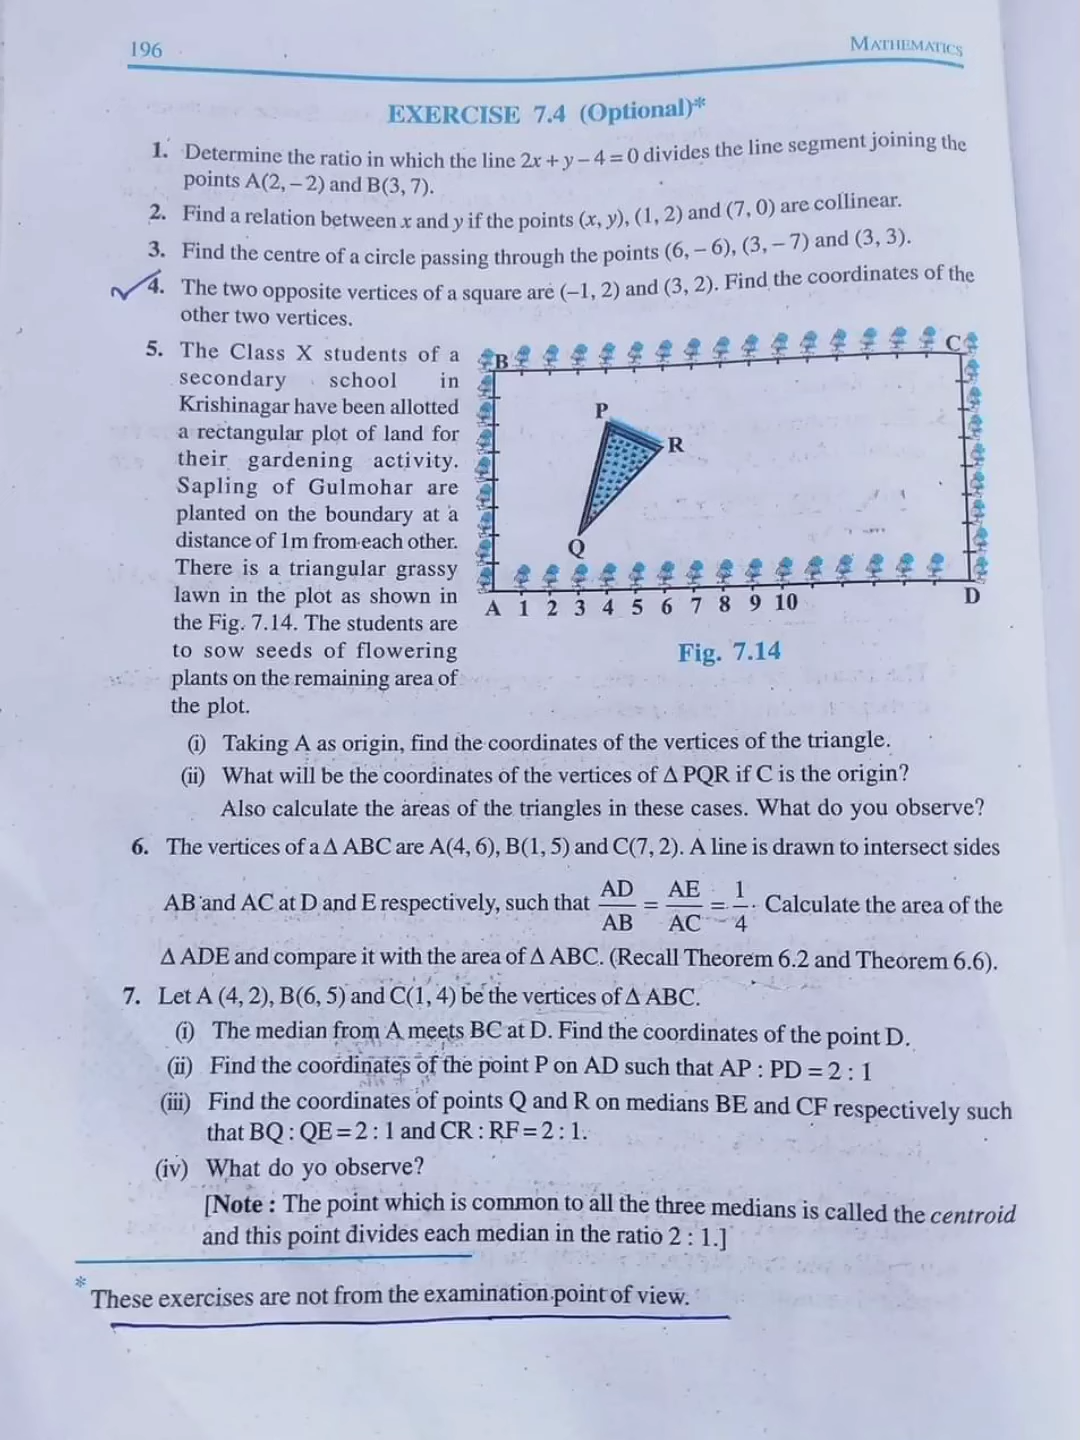 196
MATHEMATICS
EXERCISE 7.4 (Optional)*
1. Determine the ratio in which the line 2x + y – 4 = 0 divides the line segment joining the
points A(2, – 2) and B(3, 7).
2. Find a relation between x and y if the points (x, y), (1, 2) and (7, 0) are collinear.
3. Find the centre of a circle passing through the points (6, – 6), (3, – 7) and (3, 3).
4. The two opposite vertices of a square are (–1, 2) and (3, 2). Find the coordinates of the
other two vertices.
5. The Class X students of a
secondary school in
Krishinagar have been allotted
a rectangular plot of land for
their gardening activity.
Sapling of Gulmohar are
planted on the boundary at a
distance of 1m from each other.
There is a triangular grassy
lawn in the plot as shown in
the Fig. 7.14. The students are
to sow seeds of flowering
plants on the remaining area of
the plot.
B C
P
R
Q
A 1 2 3 4 5 6 7 8 9 10 D
Fig. 7.14
(i) Taking A as origin, find the coordinates of the vertices of the triangle.
(ii) What will be the coordinates of the vertices of Δ PQR if C is the origin?
Also calculate the areas of the triangles in these cases. What do you observe?
6. The vertices of a Δ ABC are A(4, 6), B(1, 5) and C(7, 2). A line is drawn to intersect sides
AB and AC at D and E respectively, such that AD/AB = AE/AC = 1/4. Calculate the area of the
Δ ADE and compare it with the area of Δ ABC. (Recall Theorem 6.2 and Theorem 6.6).
7. Let A (4, 2), B(6, 5) and C(1, 4) be the vertices of Δ ABC.
(i) The median from A meets BC at D. Find the coordinates of the point D.
(ii) Find the coordinates of the point P on AD such that AP : PD = 2 : 1
(iii) Find the coordinates of points Q and R on medians BE and CF respectively such
that BQ : QE = 2 : 1 and CR : RF = 2 : 1.
(iv) What do yo observe?
[Note : The point which is common to all the three medians is called the centroid
and this point divides each median in the ratio 2 : 1.]
* These exercises are not from the examination point of view.